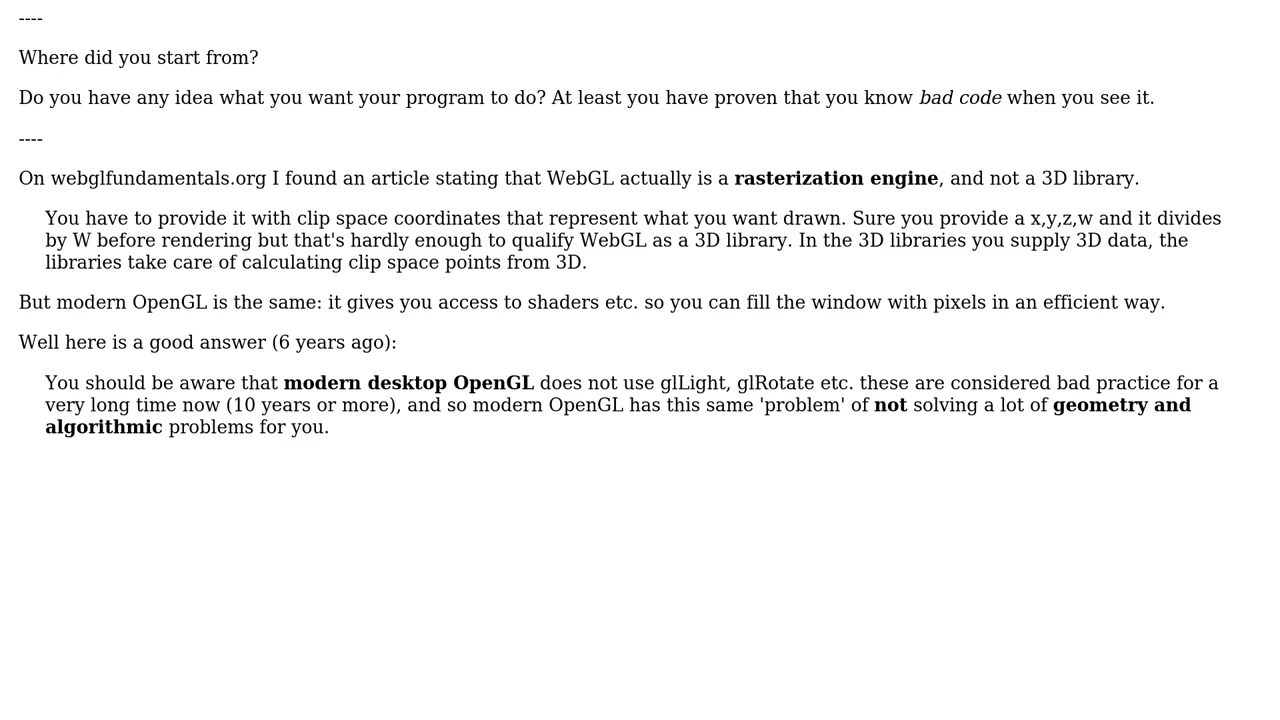 ----
Where did you start from?
Do you have any idea what you want your program to do? At least you have proven that you know bad code when you see it.
----
On webglfundamentals.org I found an article stating that WebGL actually is a rasterization engine, and not a 3D library.
You have to provide it with clip space coordinates that represent what you want drawn. Sure you provide a x,y,z,w and it divides
by W before rendering but that's hardly enough to qualify WebGL as a 3D library. In the 3D libraries you supply 3D data, the
libraries take care of calculating clip space points from 3D.
But modern OpenGL is the same: it gives you access to shaders etc. so you can fill the window with pixels in an efficient way.
Well here is a good answer (6 years ago):
You should be aware that modern desktop OpenGL does not use glLight, glRotate etc. these are considered bad practice for a
very long time now (10 years or more), and so modern OpenGL has this same 'problem' of not solving a lot of geometry and
algorithmic problems for you.